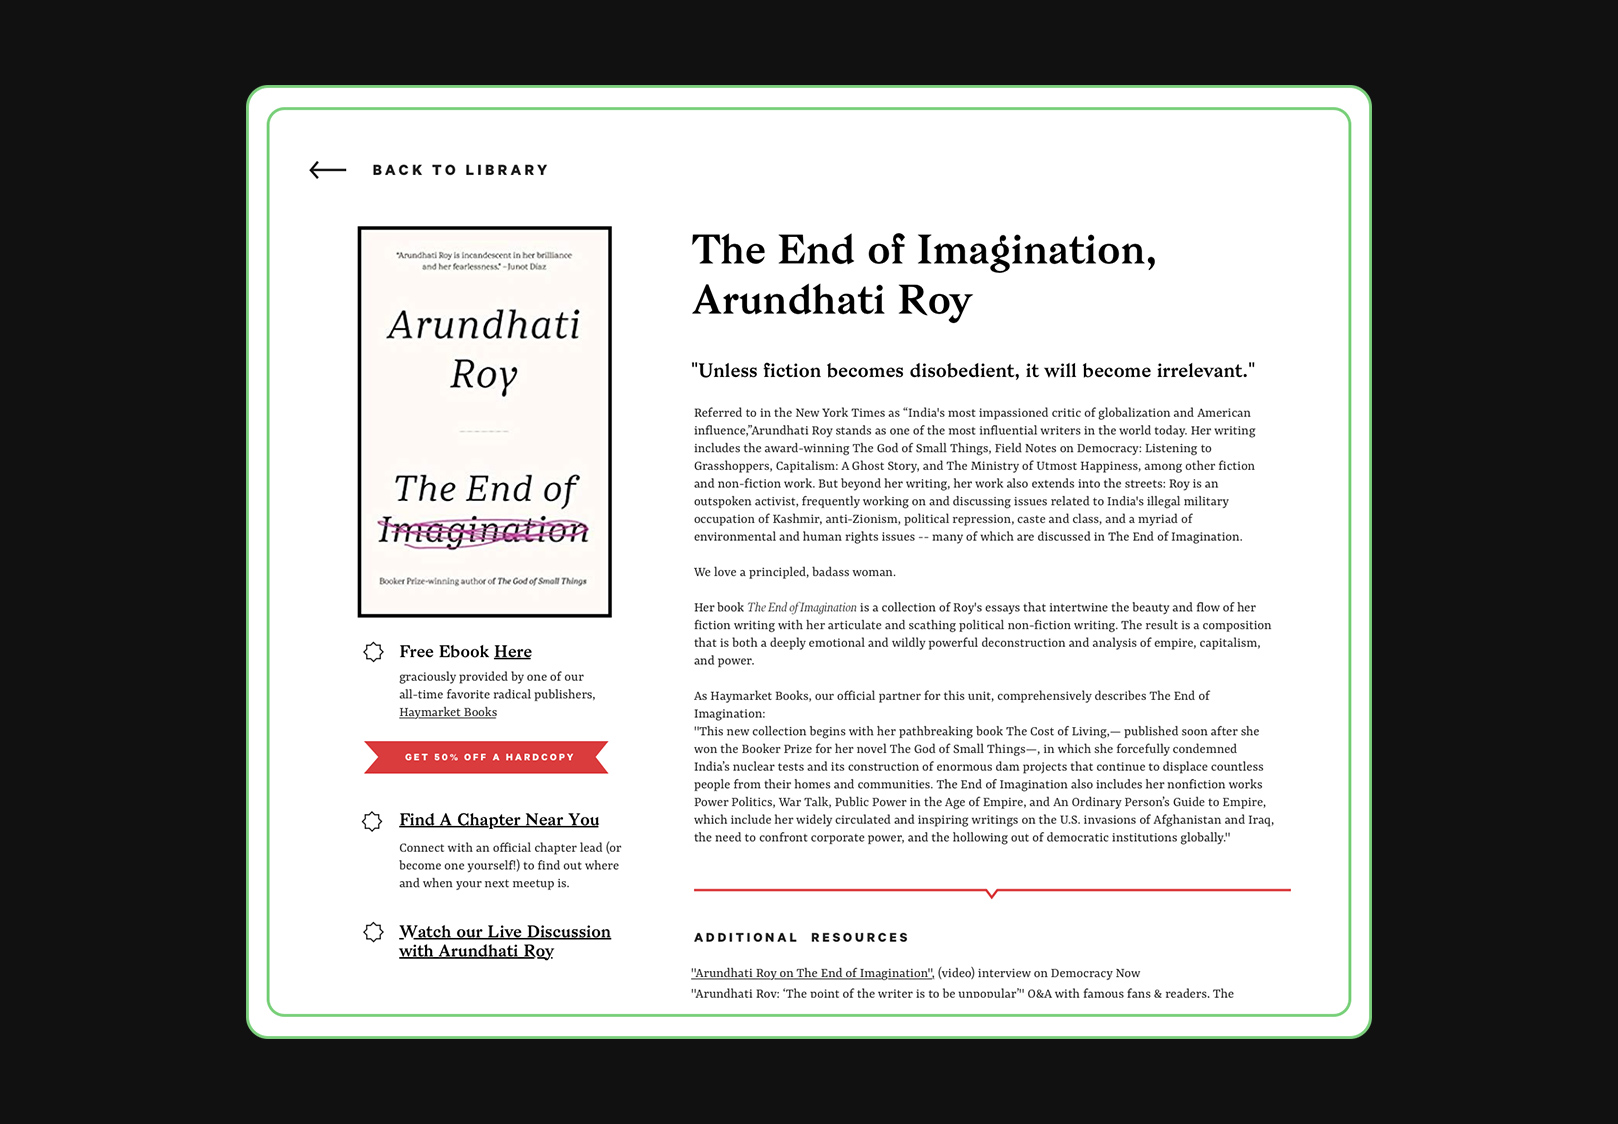 BACK TO LIBRARY
"Arundhati Roy is incandescent in her brilliance
and her fearlessness." –Junot Díaz
Arundhati
Roy
The End of
Imagination
Booker Prize-winning author of The God of Small Things
Free Ebook Here
graciously provided by one of our
all-time favorite radical publishers,
Haymarket Books
GET 50% OFF A HARDCOPY
Find A Chapter Near You
Connect with an official chapter lead (or
become one yourself!) to find out where
and when your next meetup is.
Watch our Live Discussion
with Arundhati Roy
The End of Imagination,
Arundhati Roy
"Unless fiction becomes disobedient, it will become irrelevant."
Referred to in the New York Times as “India's most impassioned critic of globalization and American
influence,”Arundhati Roy stands as one of the most influential writers in the world today. Her writing
includes the award-winning The God of Small Things, Field Notes on Democracy: Listening to
Grasshoppers, Capitalism: A Ghost Story, and The Ministry of Utmost Happiness, among other fiction
and non-fiction work. But beyond her writing, her work also extends into the streets: Roy is an
outspoken activist, frequently working on and discussing issues related to India's illegal military
occupation of Kashmir, anti-Zionism, political repression, caste and class, and a myriad of
environmental and human rights issues -- many of which are discussed in The End of Imagination.
We love a principled, badass woman.
Her book The End of Imagination is a collection of Roy's essays that intertwine the beauty and flow of her
fiction writing with her articulate and scathing political non-fiction writing. The result is a composition
that is both a deeply emotional and wildly powerful deconstruction and analysis of empire, capitalism,
and power.
As Haymarket Books, our official partner for this unit, comprehensively describes The End of
Imagination:
"This new collection begins with her pathbreaking book The Cost of Living,— published soon after she
won the Booker Prize for her novel The God of Small Things—, in which she forcefully condemned
India’s nuclear tests and its construction of enormous dam projects that continue to displace countless
people from their homes and communities. The End of Imagination also includes her nonfiction works
Power Politics, War Talk, Public Power in the Age of Empire, and An Ordinary Person’s Guide to Empire,
which include her widely circulated and inspiring writings on the U.S. invasions of Afghanistan and Iraq,
the need to confront corporate power, and the hollowing out of democratic institutions globally."
ADDITIONAL RESOURCES
"Arundhati Roy on The End of Imagination", (video) interview on Democracy Now
"Arundhati Roy: ‘The point of the writer is to be unpopular’" Q&A with famous fans & readers. The